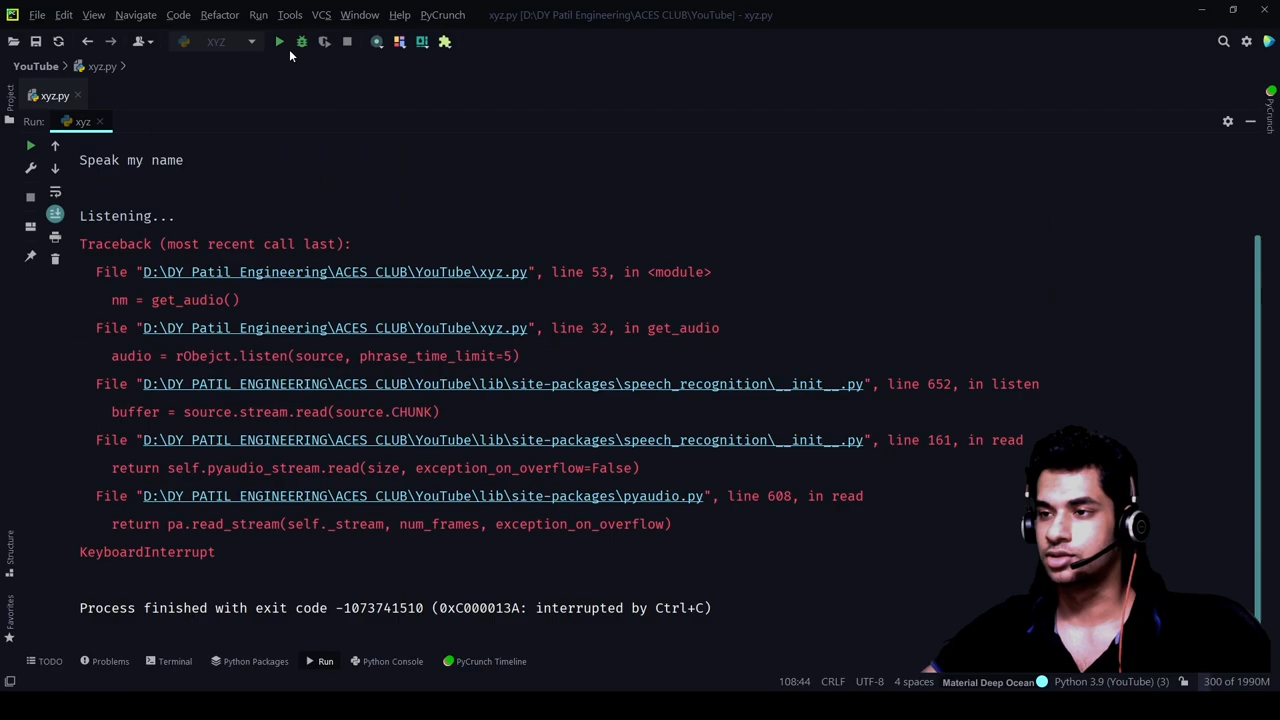 File Edit View Navigate Code Refactor Run Tools VCS Window Help PyCrunch xyz.py [D:\DY Patil Engineering\ACES CLUB\YouTube] - xyz.py
XYZ
YouTube xyz.py
xyz.py
Project
Run: xyz
PyCrunch
Speak my name
Listening...
Traceback (most recent call last):
File "D:\DY Patil Engineering\ACES CLUB\YouTube\xyz.py", line 53, in <module>
nm = get_audio()
File "D:\DY Patil Engineering\ACES CLUB\YouTube\xyz.py", line 32, in get_audio
audio = rObejct.listen(source, phrase_time_limit=5)
File "D:\DY PATIL ENGINEERING\ACES CLUB\YouTube\lib\site-packages\speech_recognition\__init__.py", line 652, in listen
buffer = source.stream.read(source.CHUNK)
File "D:\DY PATIL ENGINEERING\ACES CLUB\YouTube\lib\site-packages\speech_recognition\__init__.py", line 161, in read
return self.pyaudio_stream.read(size, exception_on_overflow=False)
File "D:\DY PATIL ENGINEERING\ACES CLUB\YouTube\lib\site-packages\pyaudio.py", line 608, in read
return pa.read_stream(self._stream, num_frames, exception_on_overflow)
KeyboardInterrupt
Structure
Process finished with exit code -1073741510 (0xC000013A: interrupted by Ctrl+C)
Favorites
TODO Problems Terminal Python Packages Run Python Console PyCrunch Timeline
108:44 CRLF UTF-8 4 spaces Material Deep Ocean Python 3.9 (YouTube) (3) 300 of 1990M